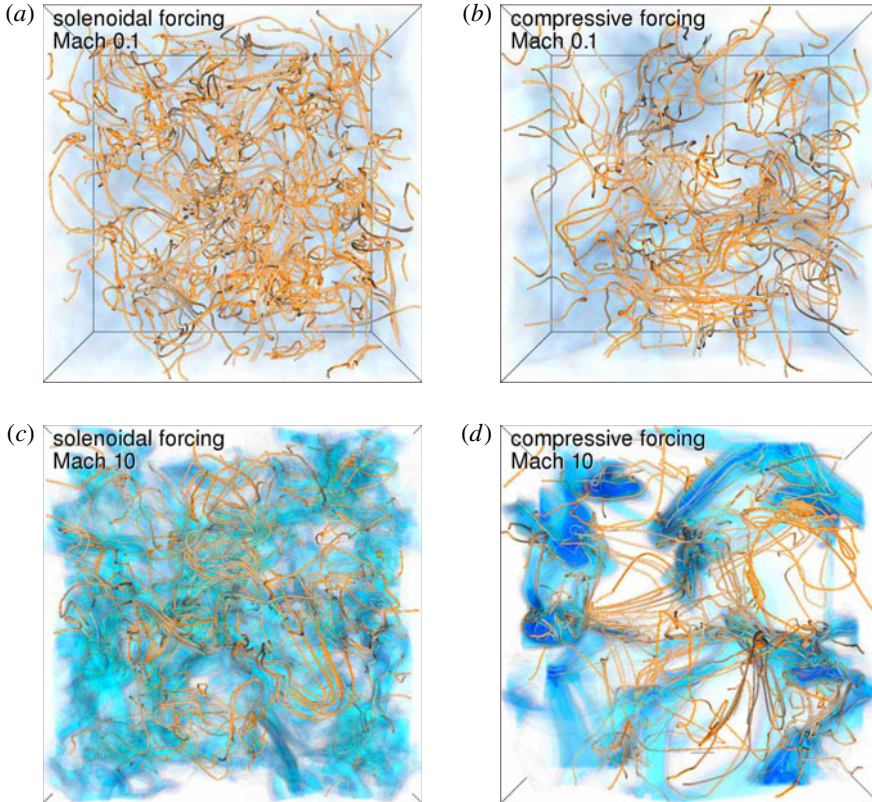 (a)
solenoidal forcing
Mach 0.1
(b)
compressive forcing
Mach 0.1
(c)
solenoidal forcing
Mach 10
(d)
compressive forcing
Mach 10